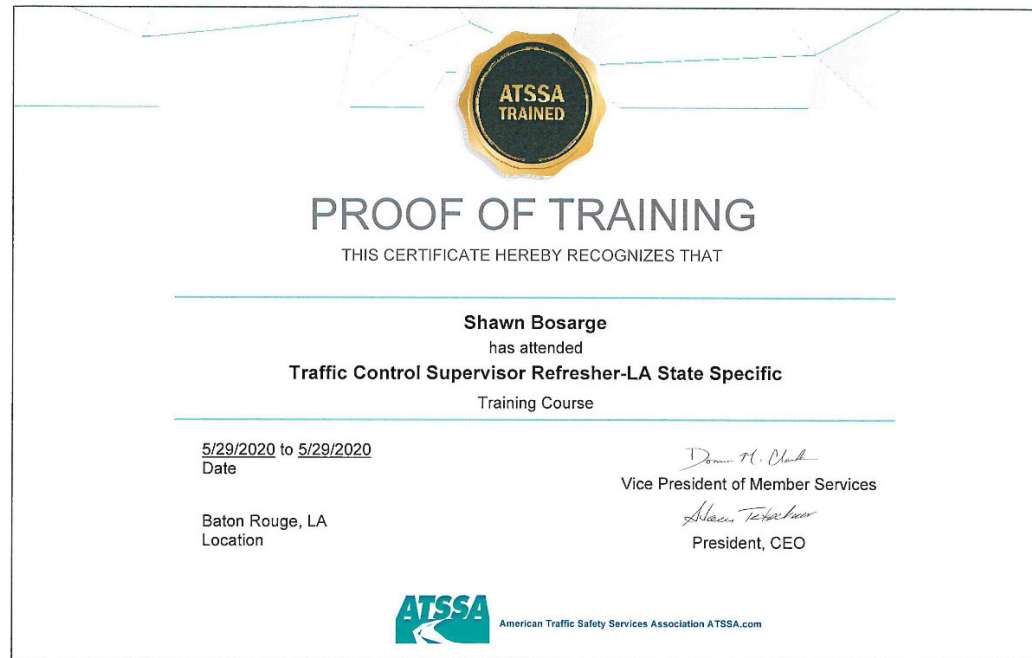 ATSSA
TRAINED
PROOF OF TRAINING
THIS CERTIFICATE HEREBY RECOGNIZES THAT
Shawn Bosarge
has attended
Traffic Control Supervisor Refresher-LA State Specific
Training Course
5/29/2020 to 5/29/2020
Date
Donna M. Clark
Vice President of Member Services
Baton Rouge, LA
Location
President, CEO
ATSSA
American Traffic Safety Services Association ATSSA.com